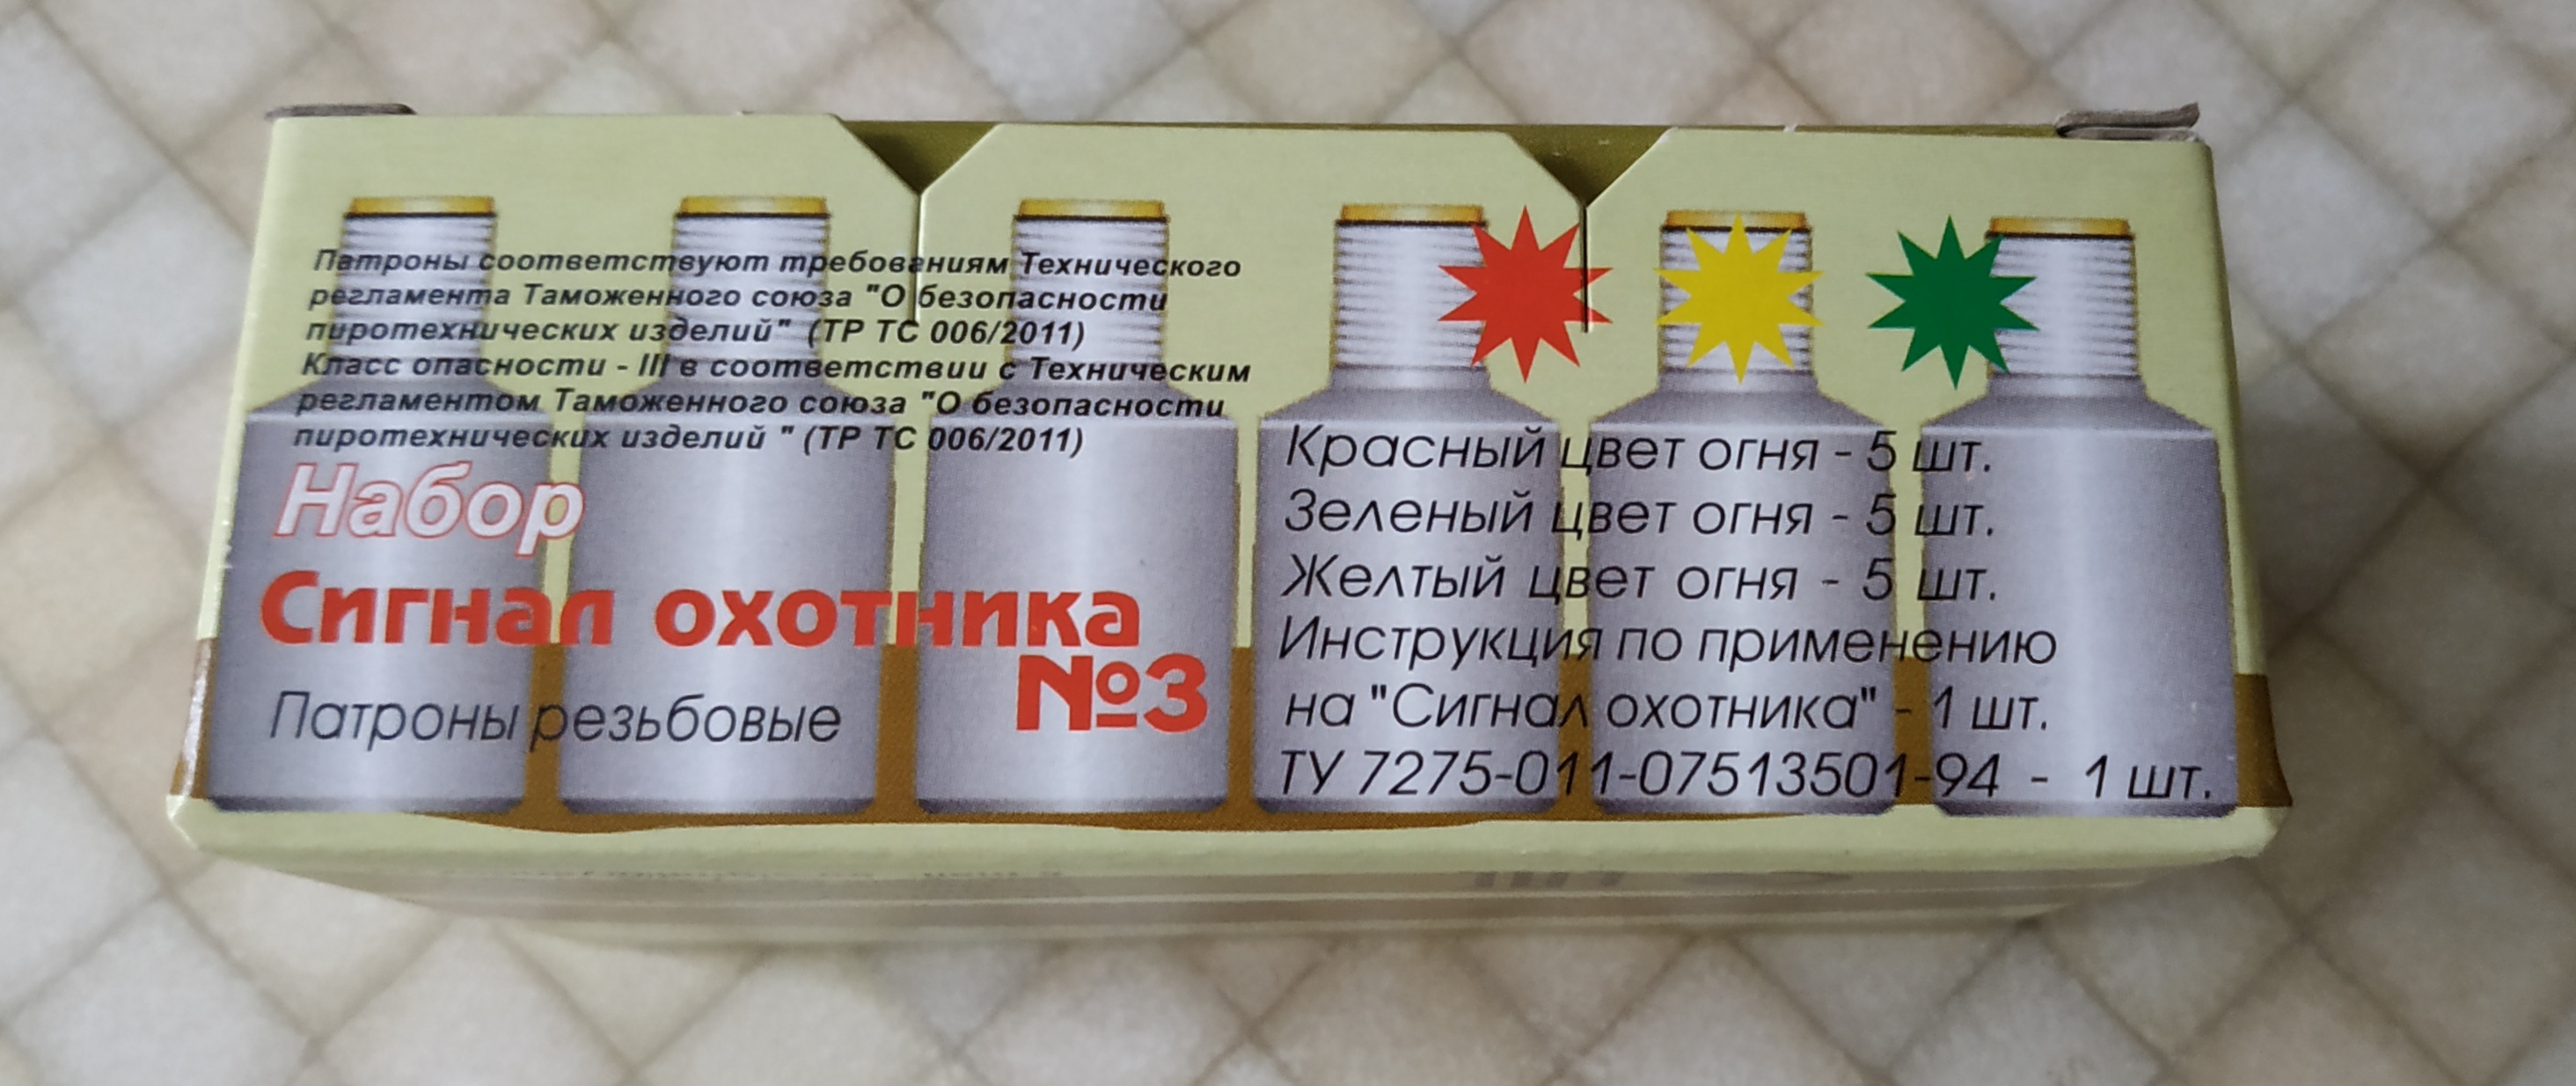 Патроны соответствуют требованиям Технического
регламента Таможенного союза "О безопасности
пиротехнических изделий" (ТР ТС 006/2011)
Класс опасности - III в соответствии с Техническим
регламентом Таможенного союза "О безопасности
пиротехнических изделий " (ТР ТС 006/2011)
Набор
Сигнал охотника
№3
Патроны резьбовые
Красный цвет огня - 5 шт.
Зеленый цвет огня - 5 шт.
Желтый цвет огня - 5 шт.
Инструкция по применению
на "Сигнал охотника" - 1 шт.
ТУ 7275-011-07513501-94 - 1 шт.